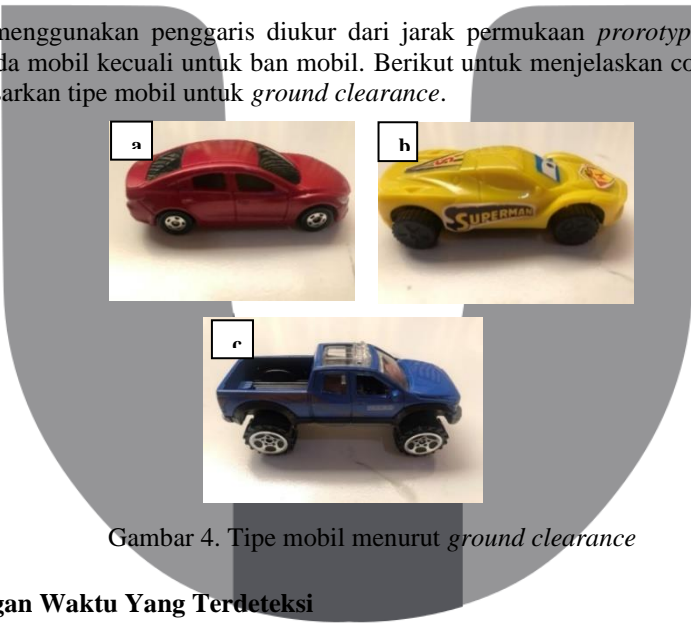 menggunakan penggaris diukur dari jarak permukaan prorotyp
da mobil kecuali untuk ban mobil. Berikut untuk menjelaskan co
sarkan tipe mobil untuk ground clearance.
a
b
SUPERMAN
c
Gambar 4. Tipe mobil menurut ground clearance
gan Waktu Yang Terdeteksi